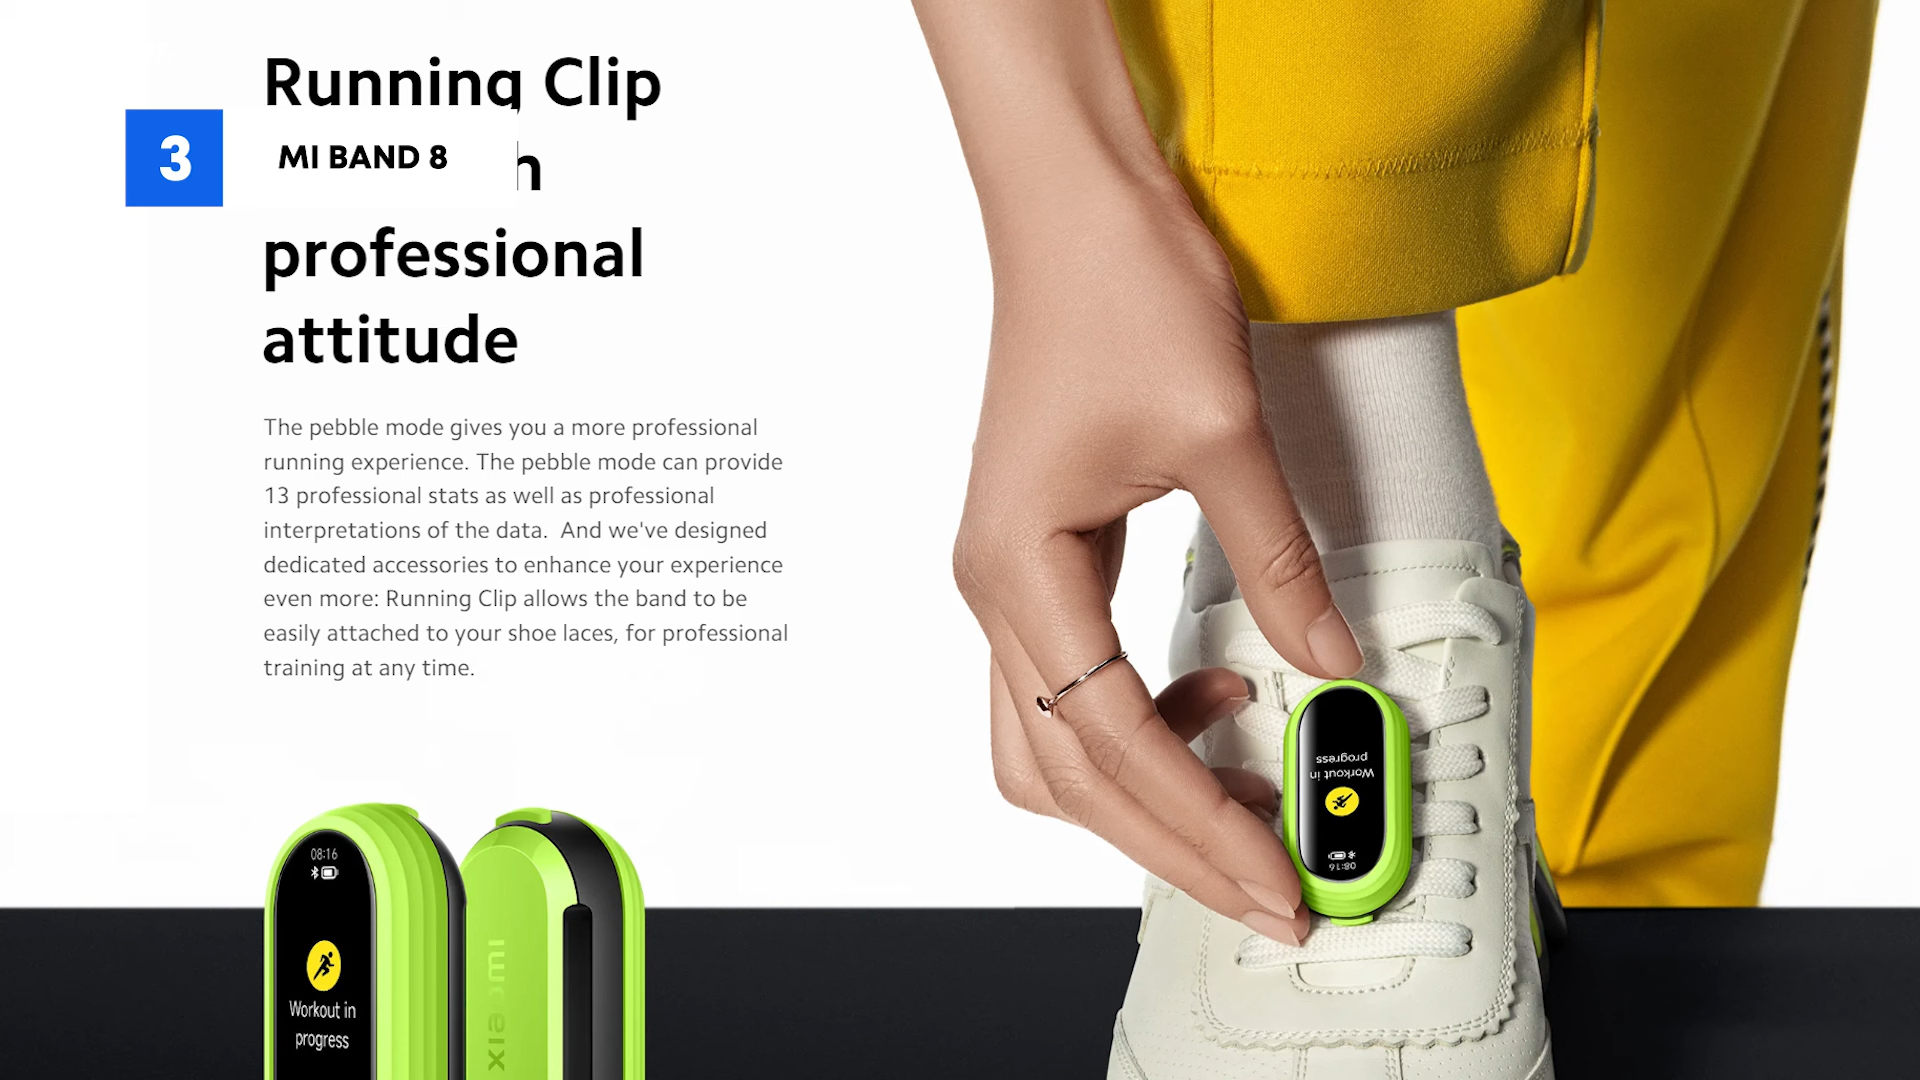 Running Clip
3
MI BAND 8
h
professional
attitude
The pebble mode gives you a more professional
running experience. The pebble mode can provide
13 professional stats as well as professional
interpretations of the data. And we've designed
dedicated accessories to enhance your experience
even more: Running Clip allows the band to be
easily attached to your shoe laces, for professional
training at any time.
Workout in
progress
08:16
08:16
Workout in
progress
xiaomi